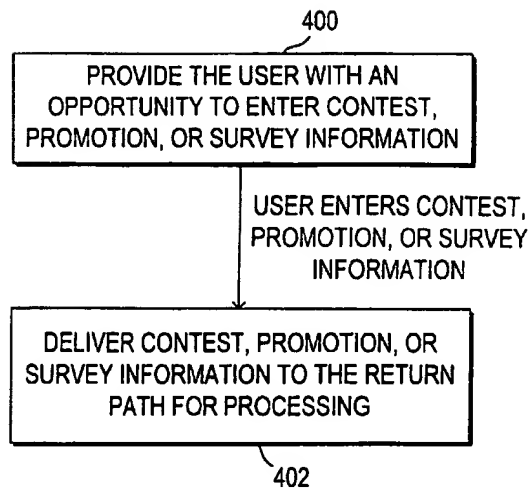 400
PROVIDE THE USER WITH AN
OPPORTUNITY TO ENTER CONTEST,
PROMOTION, OR SURVEY INFORMATION
USER ENTERS CONTEST,
PROMOTION, OR SURVEY
INFORMATION
DELIVER CONTEST, PROMOTION, OR
SURVEY INFORMATION TO THE RETURN
PATH FOR PROCESSING
402